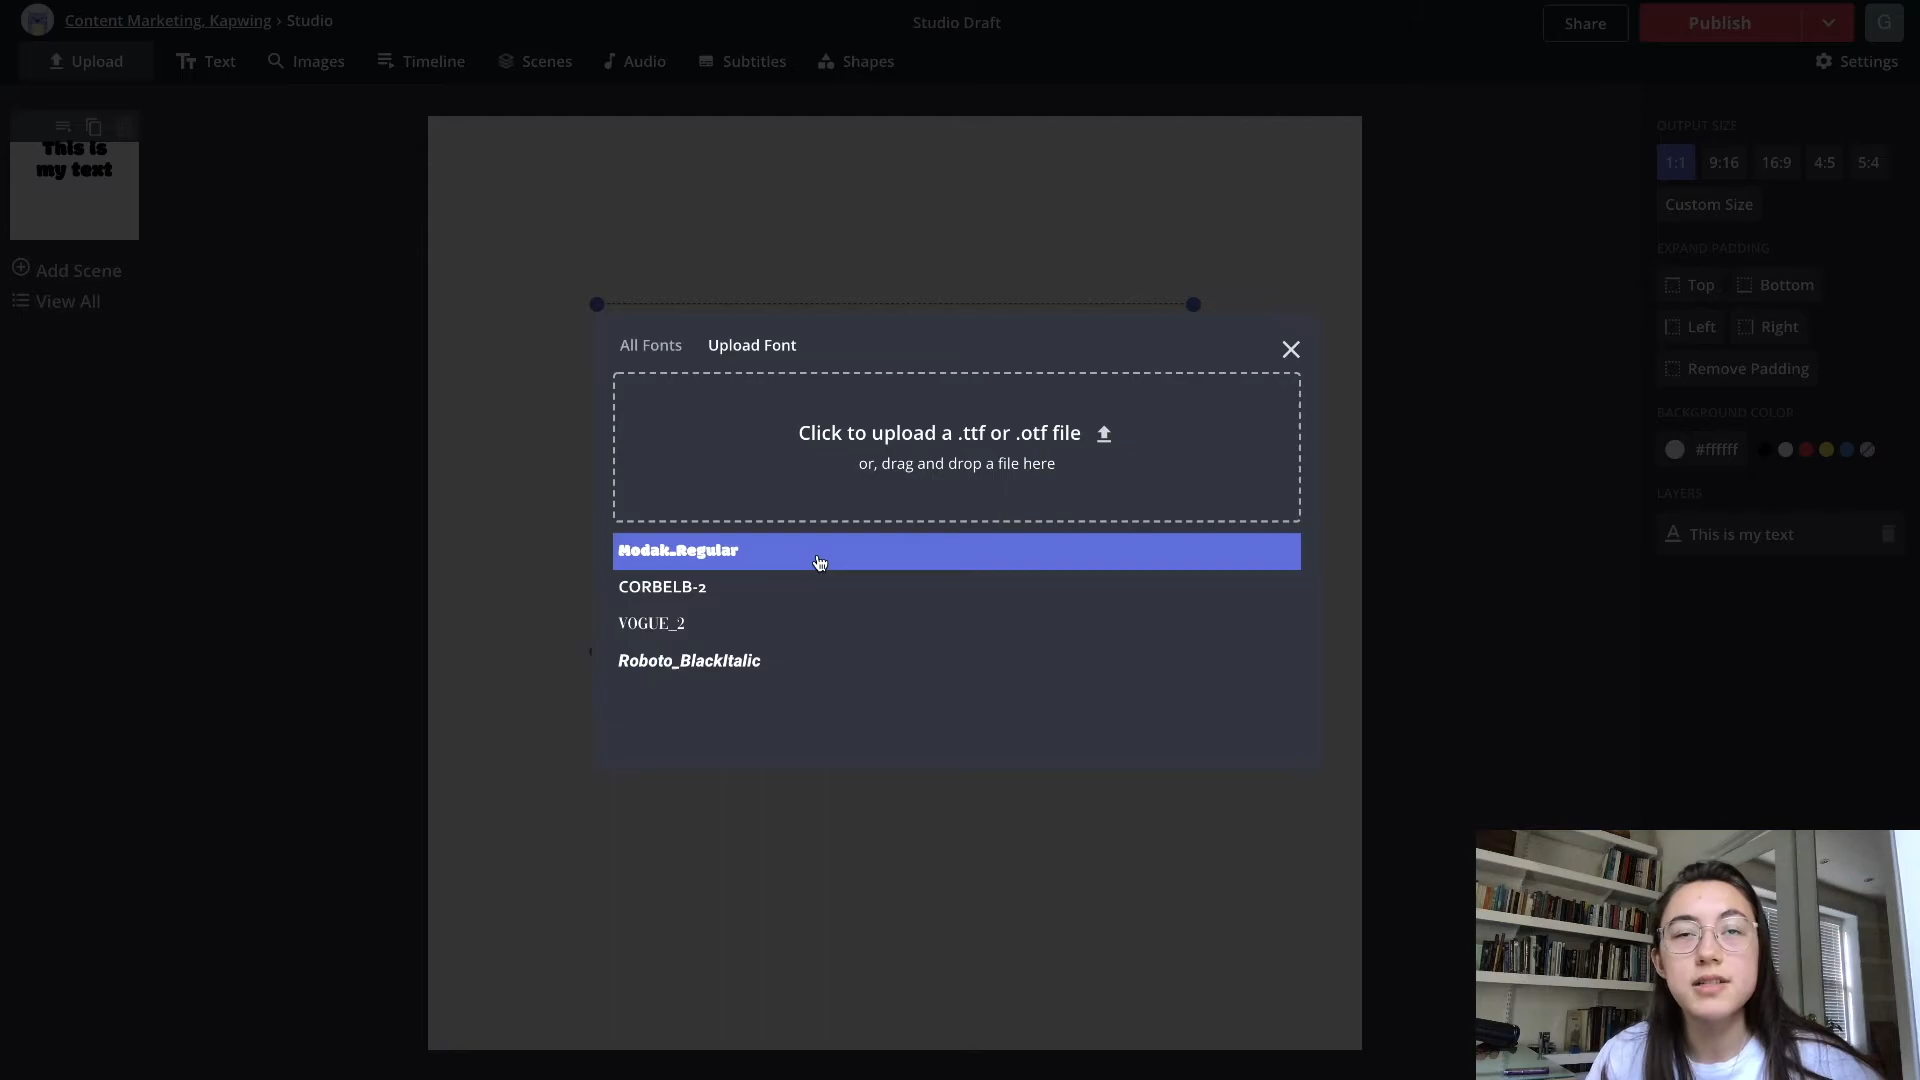 Content Marketing, Kapwing › Studio
Studio Draft
Share
Publish
G
Upload
Text
Images
Timeline
Scenes
Audio
Subtitles
Shapes
Settings
This is
my text
Add Scene
View All
All Fonts
Upload Font
Click to upload a .ttf or .otf file
or, drag and drop a file here
Modak_Regular
CORBELB-2
VOGUE_2
Roboto_BlackItalic
OUTPUT SIZE
1:1
9:16
16:9
4:5
5:4
Custom Size
EXPAND PADDING
Top
Bottom
Left
Right
Remove Padding
BACKGROUND COLOR
#ffffff
LAYERS
This is my text